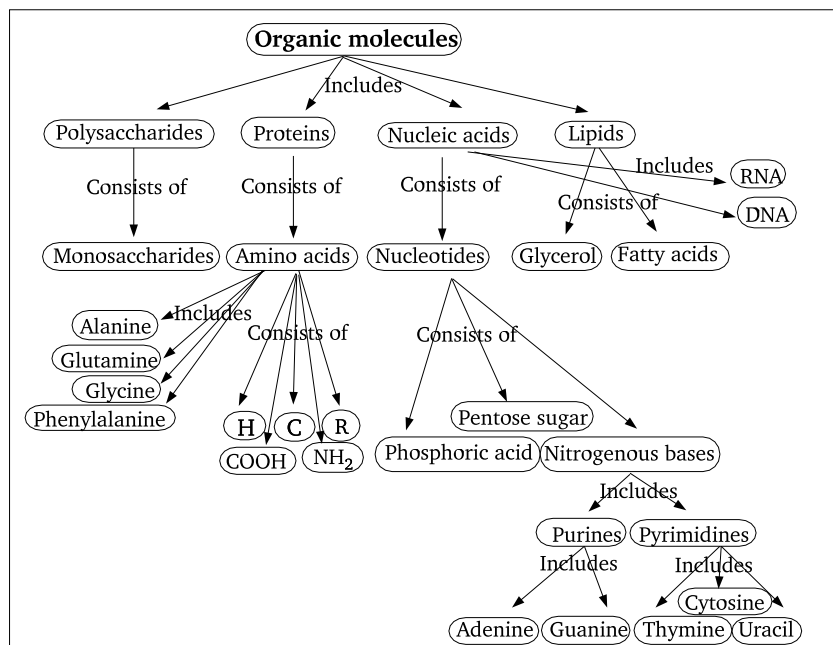 Organic molecules
Includes
Polysaccharides
Proteins
Nucleic acids
Lipids
Includes
RNA
DNA
Consists of
Consists of
Consists of
Consists of
Monosaccharides
Amino acids
Nucleotides
Glycerol
Fatty acids
Includes
Alanine
Glutamine
Glycine
Phenylalanine
Consists of
H
C
R
COOH
NH₂
Consists of
Pentose sugar
Phosphoric acid
Nitrogenous bases
Includes
Purines
Pyrimidines
Includes
Includes
Cytosine
Adenine
Guanine
Thymine
Uracil